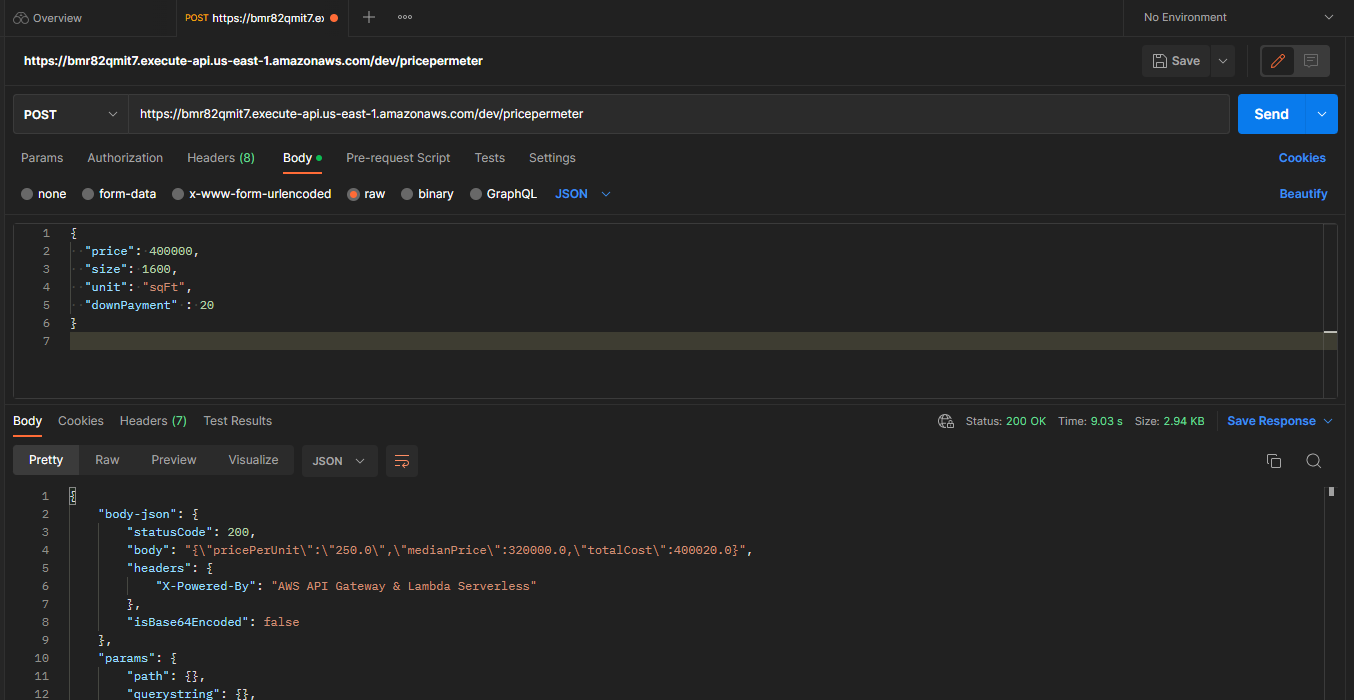 Overview
POST https://bmr82qmit7.ex
No Environment
https://bmr82qmit7.execute-api.us-east-1.amazonaws.com/dev/pricepermeter
Save
POST
https://bmr82qmit7.execute-api.us-east-1.amazonaws.com/dev/pricepermeter
Send
Params Authorization Headers (8) Body Pre-request Script Tests Settings Cookies
none form-data x-www-form-urlencoded raw binary GraphQL JSON Beautify
1 {
2 "price": 400000,
3 "size": 1600,
4 "unit": "sqFt",
5 "downPayment" : 20
6 }
7
Body Cookies Headers (7) Test Results Status: 200 OK Time: 9.03 s Size: 2.94 KB Save Response
Pretty Raw Preview Visualize JSON
1 {
2 "body-json": {
3 "statusCode": 200,
4 "body": "{\"pricePerUnit\":\"250.0\",\"medianPrice\":320000.0,\"totalCost\":400020.0}",
5 "headers": {
6 "X-Powered-By": "AWS API Gateway & Lambda Serverless"
7 },
8 "isBase64Encoded": false
9 },
10 "params": {
11 "path": {},
12 "querystring": {},